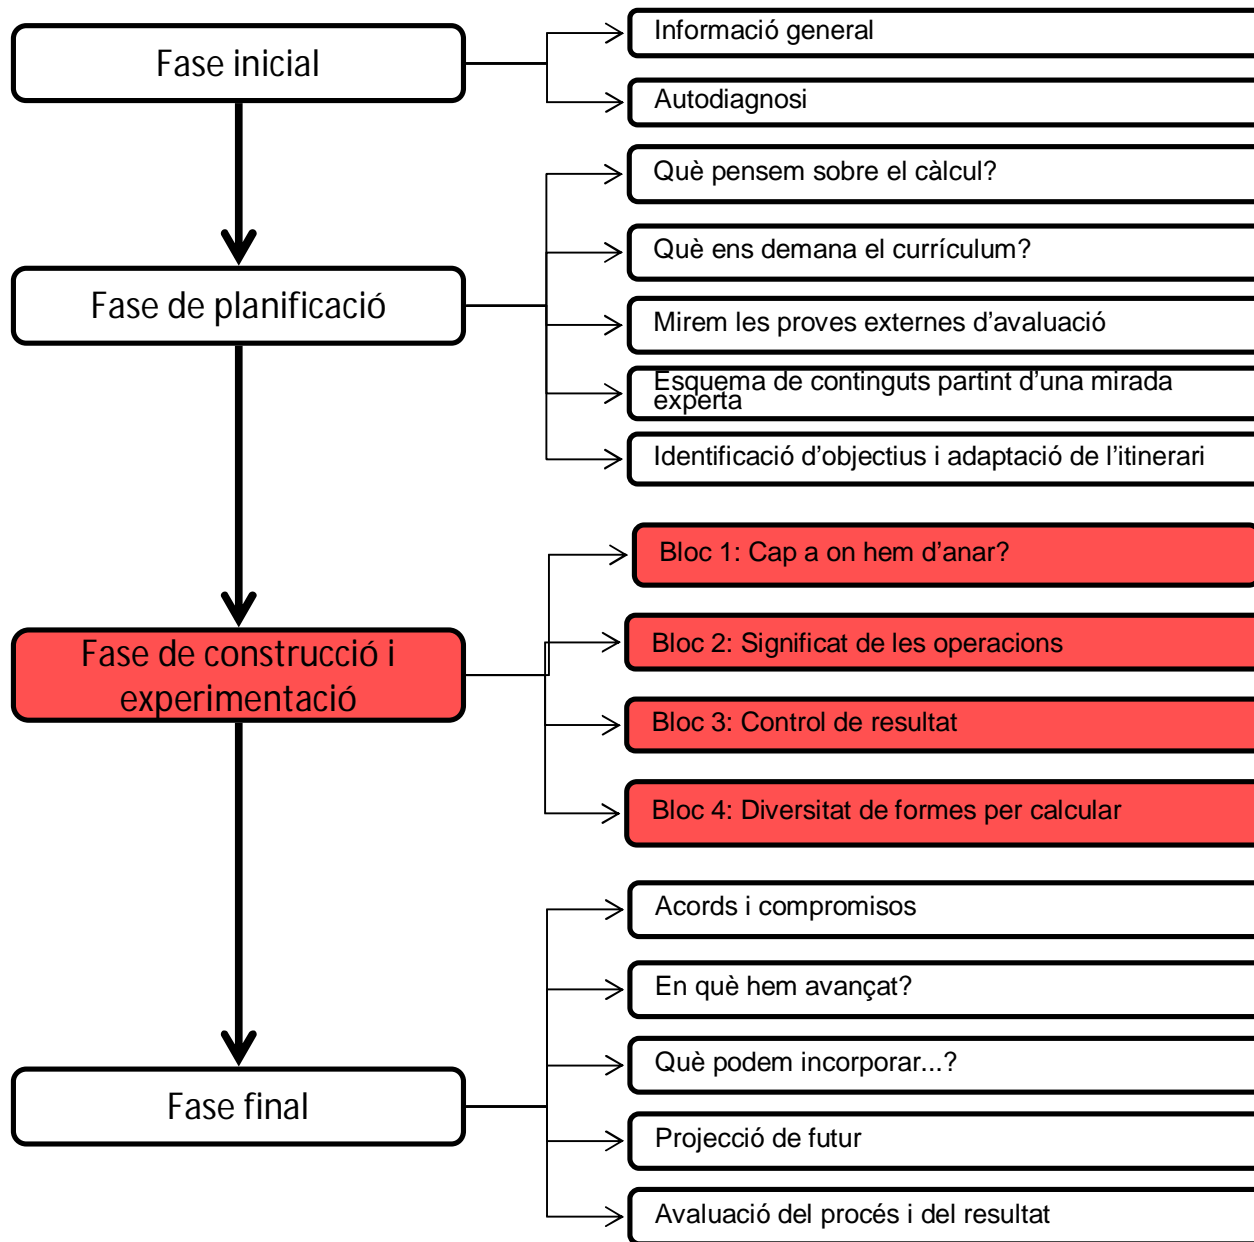 Fase inicial
Informació general
Autodiagnosi
Fase de planificació
Què pensem sobre el càlcul?
Què ens demana el currículum?
Mirem les proves externes d'avaluació
Esquema de continguts partint d'una mirada
experta
Identificació d'objectius i adaptació de l'itinerari
Fase de construcció i
experimentació
Bloc 1: Cap a on hem d'anar?
Bloc 2: Significat de les operacions
Bloc 3: Control de resultat
Bloc 4: Diversitat de formes per calcular
Fase final
Acords i compromisos
En què hem avançat?
Què podem incorporar...?
Projecció de futur
Avaluació del procés i del resultat